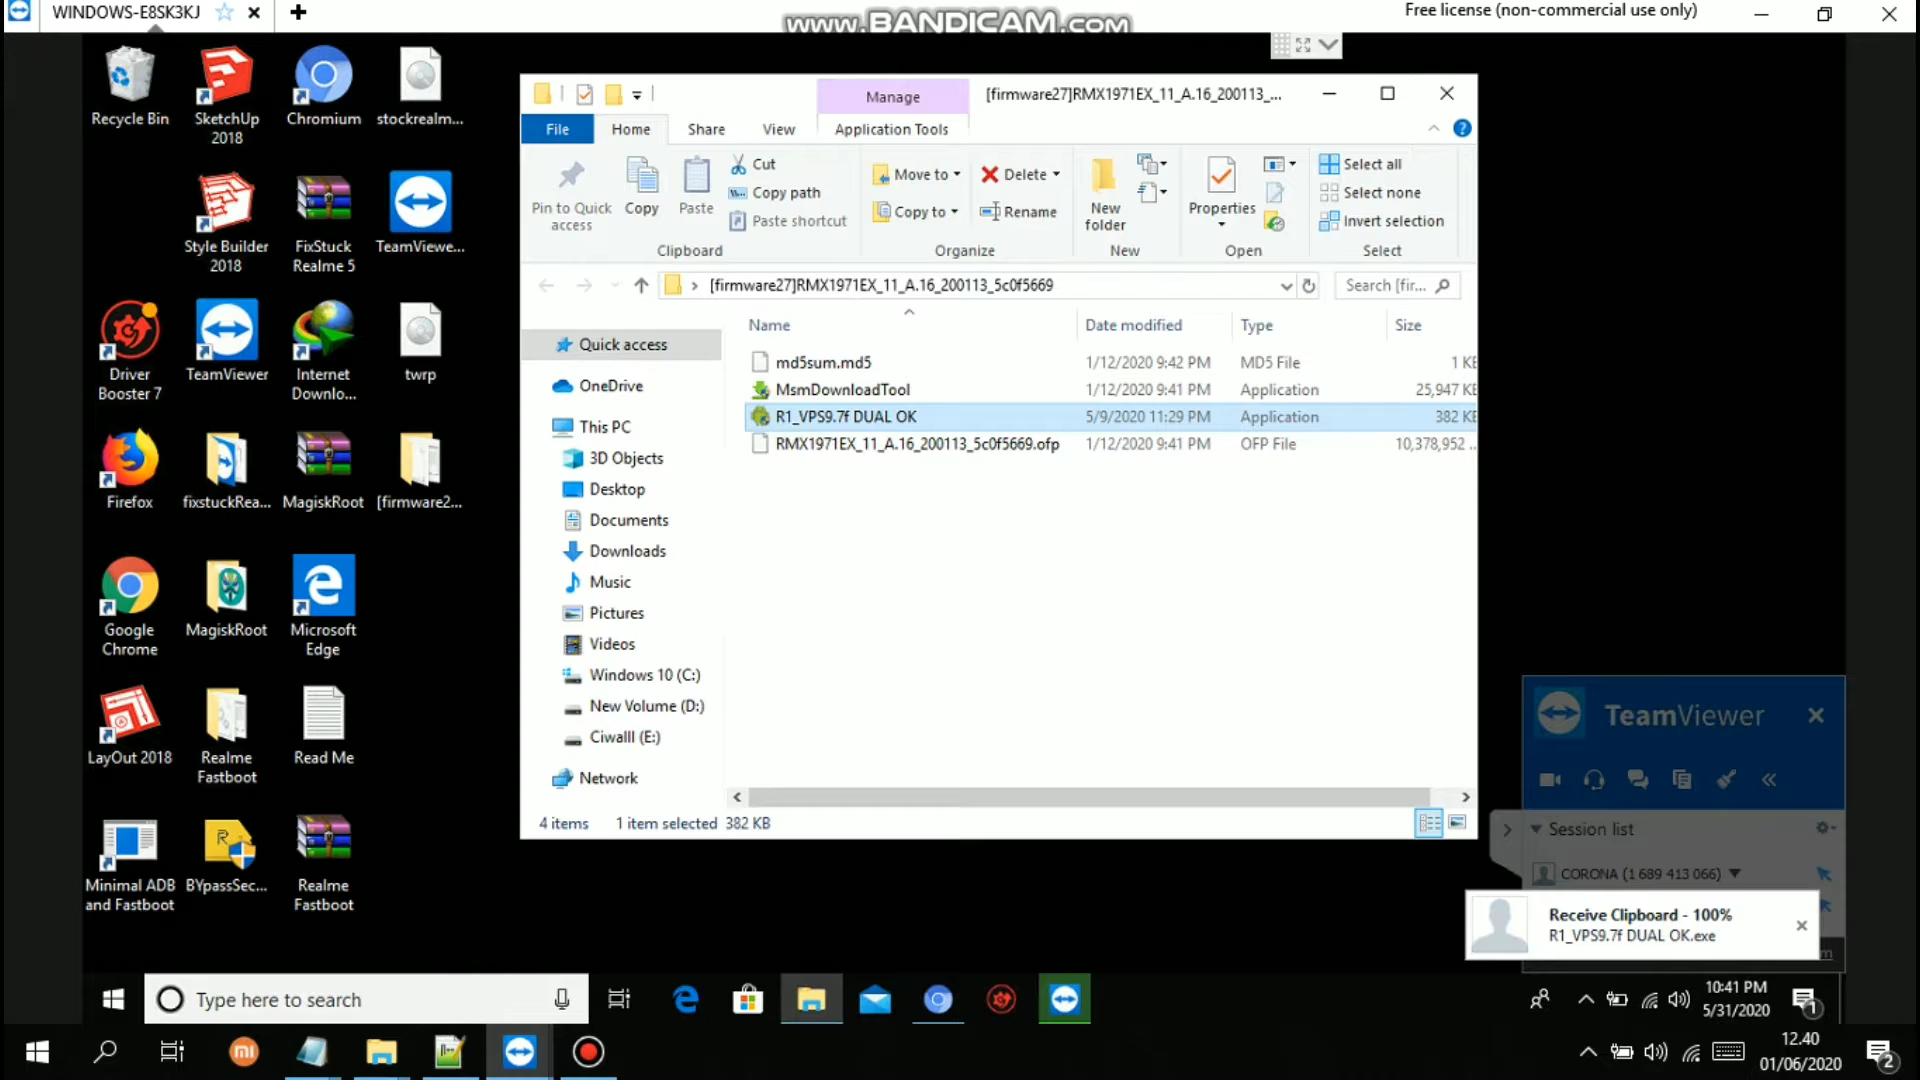 WINDOWS-E8SK3KJ
www.BANDICAM.com
Free license (non-commercial use only)
Recycle Bin
SketchUp
2018
Chromium
stockrealm...
Style Builder
2018
FixStuck
Realme 5
TeamViewe...
Driver
Booster 7
TeamViewer
Internet
Downlo...
twrp
Firefox
fixstuckRea...
MagiskRoot
[firmware2...
Google
Chrome
MagiskRoot
Microsoft
Edge
LayOut 2018
Realme
Fastboot
Read Me
Minimal ADB
and Fastboot
BYpassSec...
Realme
Fastboot
Manage
[firmware27]RMX1971EX_11_A.16_200113_...
File
Home
Share
View
Application Tools
Pin to Quick
access
Copy
Paste
Cut
Copy path
Paste shortcut
Clipboard
Move to
Copy to
Delete
Rename
Organize
New
folder
New
Properties
Open
Select all
Select none
Invert selection
Select
[firmware27]RMX1971EX_11_A.16_200113_5c0f5669
Search [fir...
Name
Date modified
Type
Size
md5sum.md5
1/12/2020 9:42 PM
MD5 File
1 KB
MsmDownloadTool
1/12/2020 9:41 PM
Application
25,947 KB
R1_VPS9.7f DUAL OK
5/9/2020 11:29 PM
Application
382 KB
RMX1971EX_11_A.16_200113_5c0f5669.ofp
1/12/2020 9:41 PM
OFP File
10,378,952 ...
Quick access
OneDrive
This PC
3D Objects
Desktop
Documents
Downloads
Music
Pictures
Videos
Windows 10 (C:)
New Volume (D:)
Ciwalll (E:)
Network
4 items
1 item selected
382 KB
TeamViewer
Session list
CORONA (1 689 413 066)
Receive Clipboard - 100%
R1_VPS9.7f DUAL OK.exe
Type here to search
10:41 PM
5/31/2020
1
12.40
01/06/2020
2